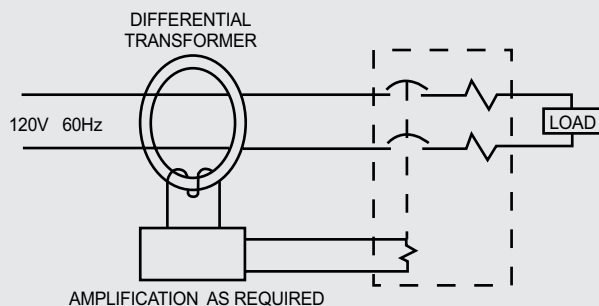 DIFFERENTIAL
TRANSFORMER
120V 60Hz
LOAD
AMPLIFICATION AS REQUIRED